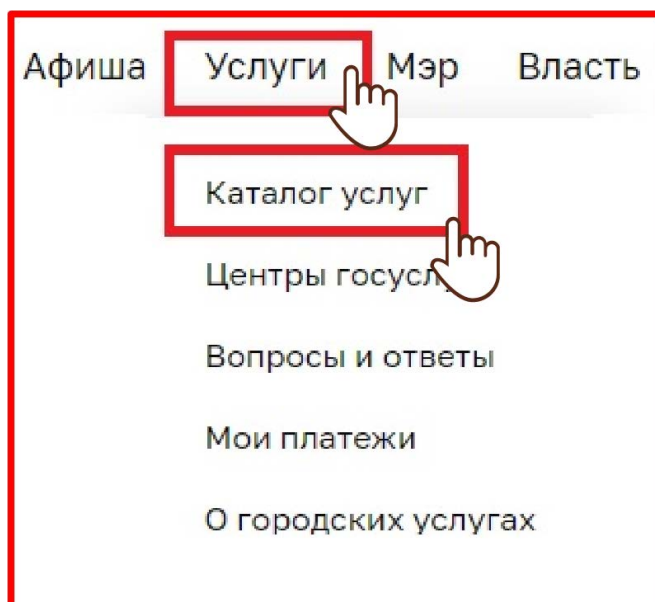 Афиша Услуги Мэр Власть
Каталог услуг
Центры
Вопросы и ответы
Мои платежи
О городских услугах